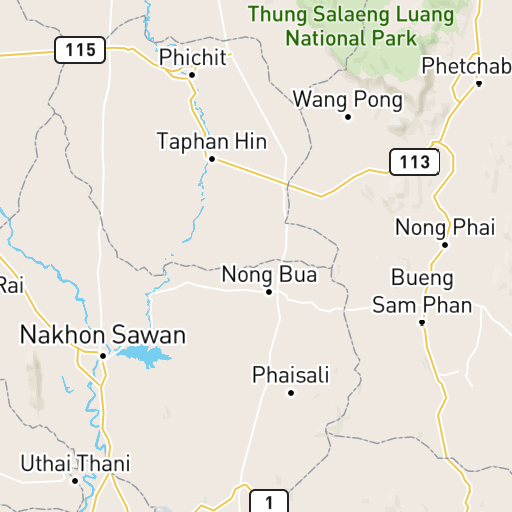 Thung Salaeng Luang
National Park
115
Phichit
Phetchab
Wang Pong
Taphan Hin
113
Nong Phai
Nong Bua
Bueng
Sam Phan
Rai
Nakhon Sawan
Phaisali
Uthai Thani
1